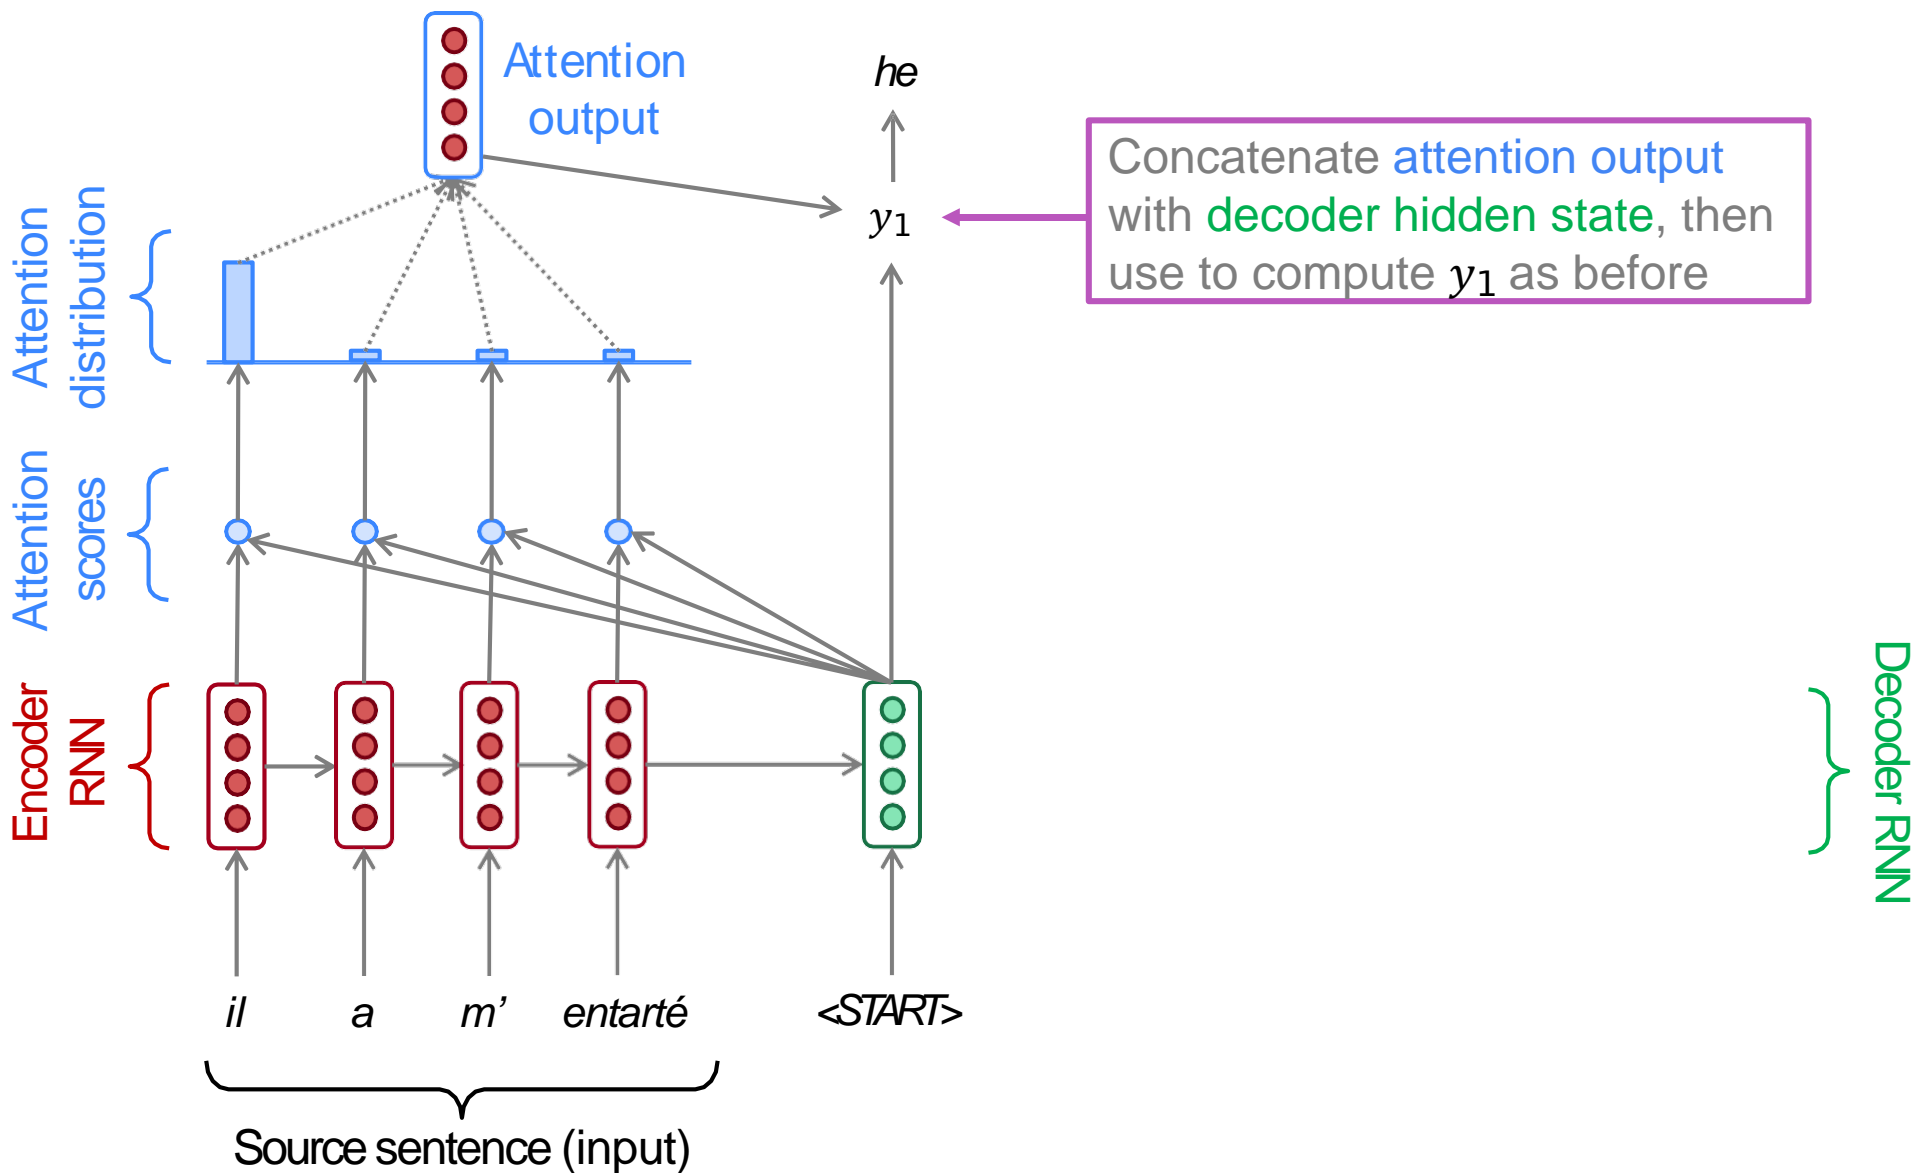 Attention
output
he
y₁
Concatenate attention output
with decoder hidden state, then
use to compute y₁ as before
Attention
distribution
Attention
scores
Encoder
RNN
Decoder RNN
il a m’ entarté <START>
Source sentence (input)